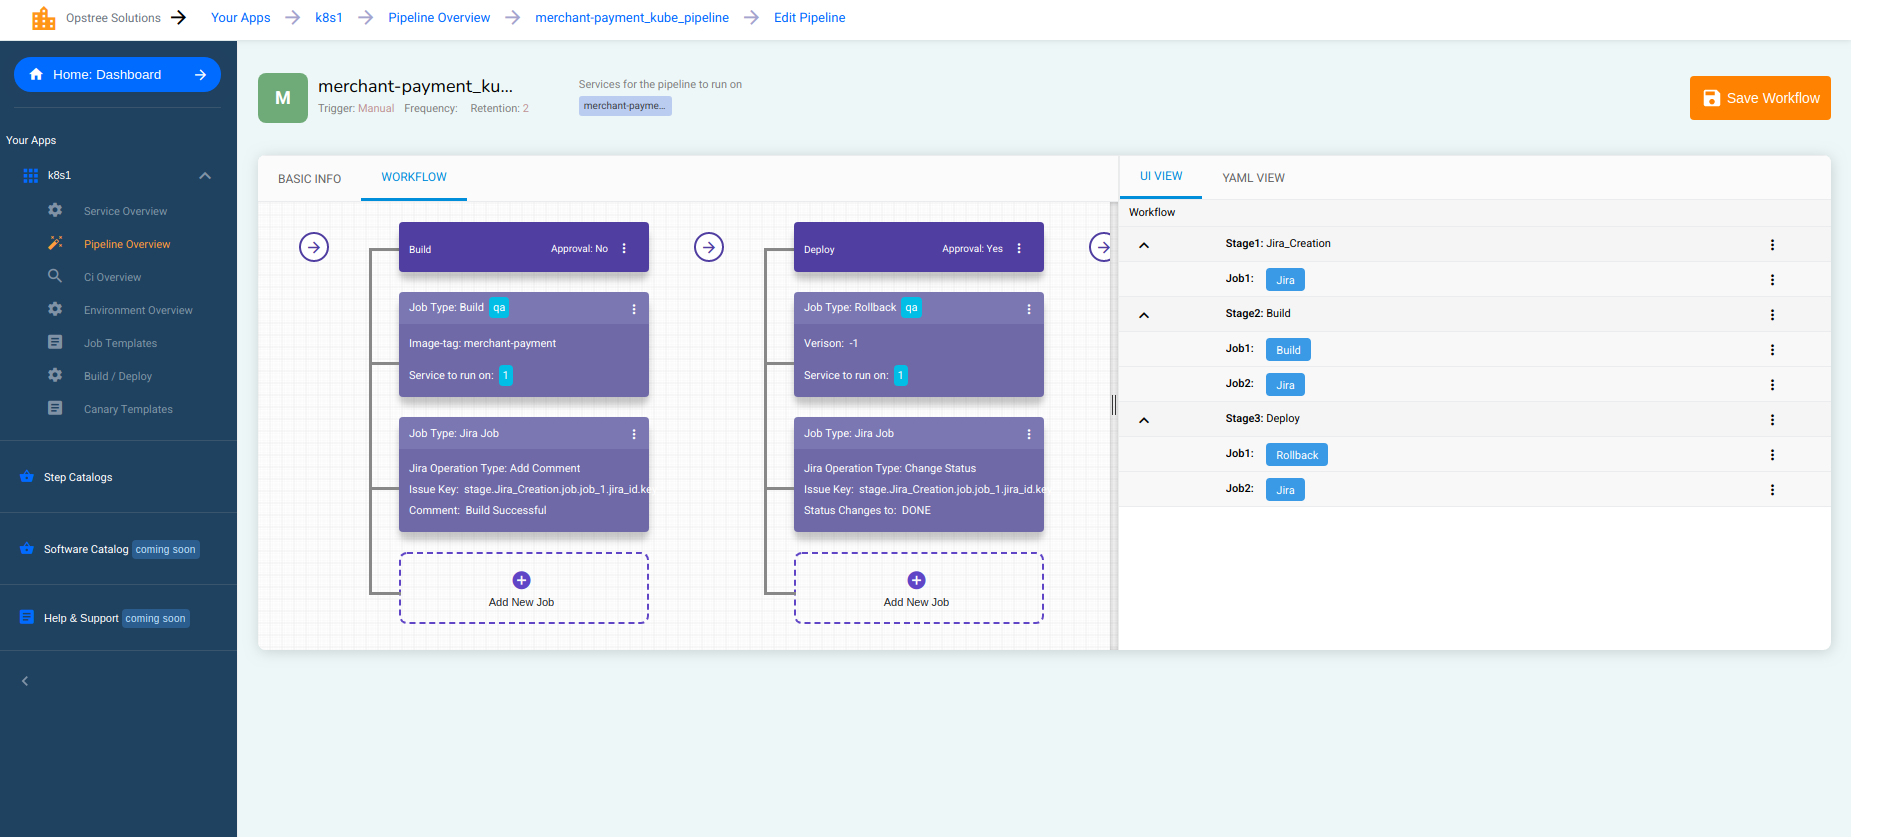 Opstree Solutions Your Apps k8s1 Pipeline Overview merchant-payment_kube_pipeline Edit Pipeline
Home: Dashboard
Your Apps
k8s1
Service Overview
Pipeline Overview
Ci Overview
Environment Overview
Job Templates
Build / Deploy
Canary Templates
Step Catalogs
Software Catalog coming soon
Help & Support coming soon
M
merchant-payment_ku...
Trigger: Manual Frequency: Retention: 2
Services for the pipeline to run on
merchant-payme...
Save Workflow
BASIC INFO WORKFLOW
Build Approval: No
Job Type: Build qa
Image-tag: merchant-payment
Service to run on: 1
Job Type: Jira Job
Jira Operation Type: Add Comment
Issue Key: stage.Jira_Creation.job.job_1.jira_id.ke
Comment: Build Successful
Add New Job
Deploy Approval: Yes
Job Type: Rollback qa
Verison: -1
Service to run on: 1
Job Type: Jira Job
Jira Operation Type: Change Status
Issue Key: stage.Jira_Creation.job.job_1.jira_id.ke
Status Changes to: DONE
Add New Job
UI VIEW YAML VIEW
Workflow
Stage1: Jira_Creation
Job1: Jira
Stage2: Build
Job1: Build
Job2: Jira
Stage3: Deploy
Job1: Rollback
Job2: Jira